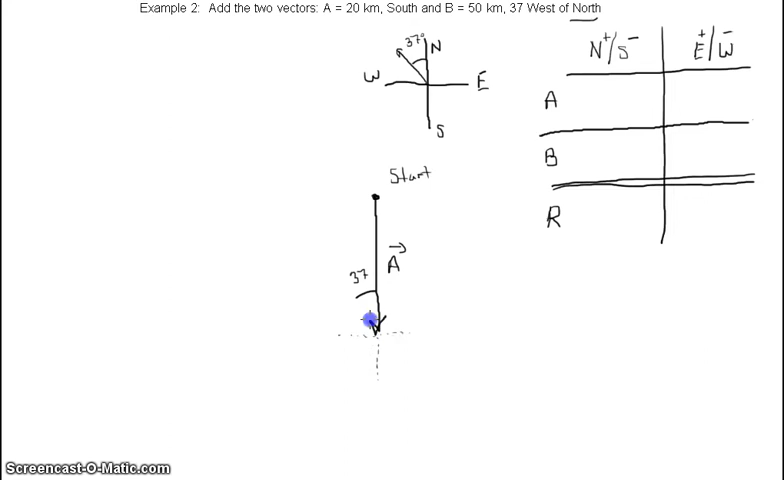 Example 2: Add the two vectors: A = 20 km, South and B = 50 km, 37 West of North
37° N
W E
S
N+/S- E+/W-
A
B
R
Start
A
37
Screencast-O-Matic.com